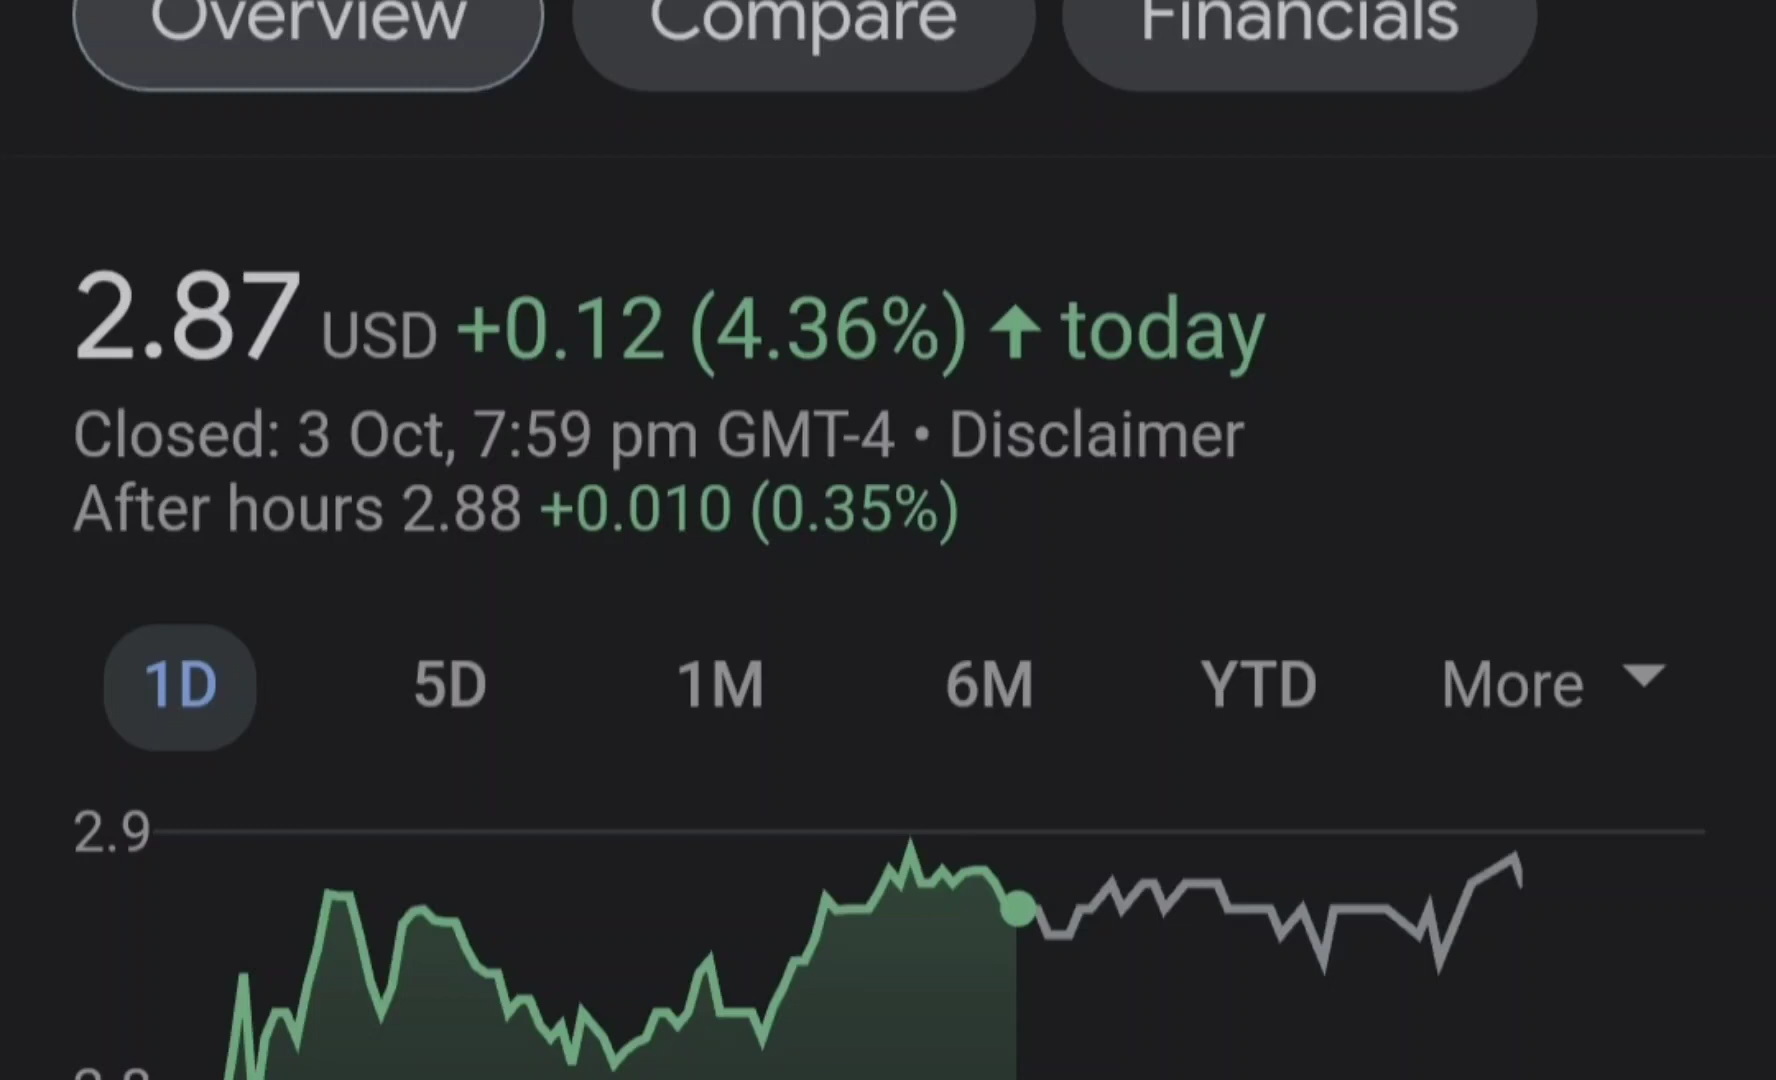 Overview Compare Financials
2.87 USD +0.12 (4.36%) ↑ today
Closed: 3 Oct, 7:59 pm GMT-4 • Disclaimer
After hours 2.88 +0.010 (0.35%)
1D 5D 1M 6M YTD More
2.9